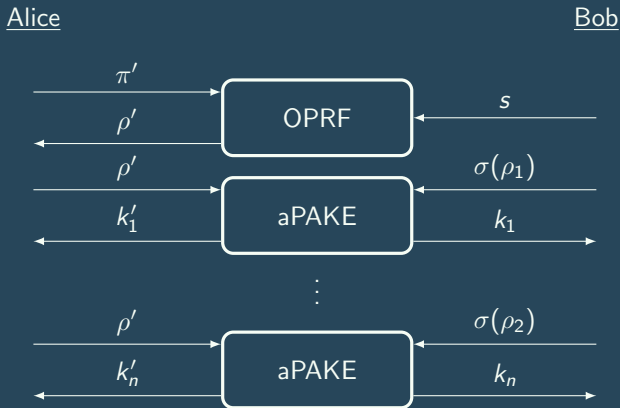 Alice Bob
π′
OPRF s
ρ′
ρ′ σ(ρ₁)
aPAKE
k′₁ k₁
⋮
ρ′ σ(ρ₂)
aPAKE
k′ₙ kₙ